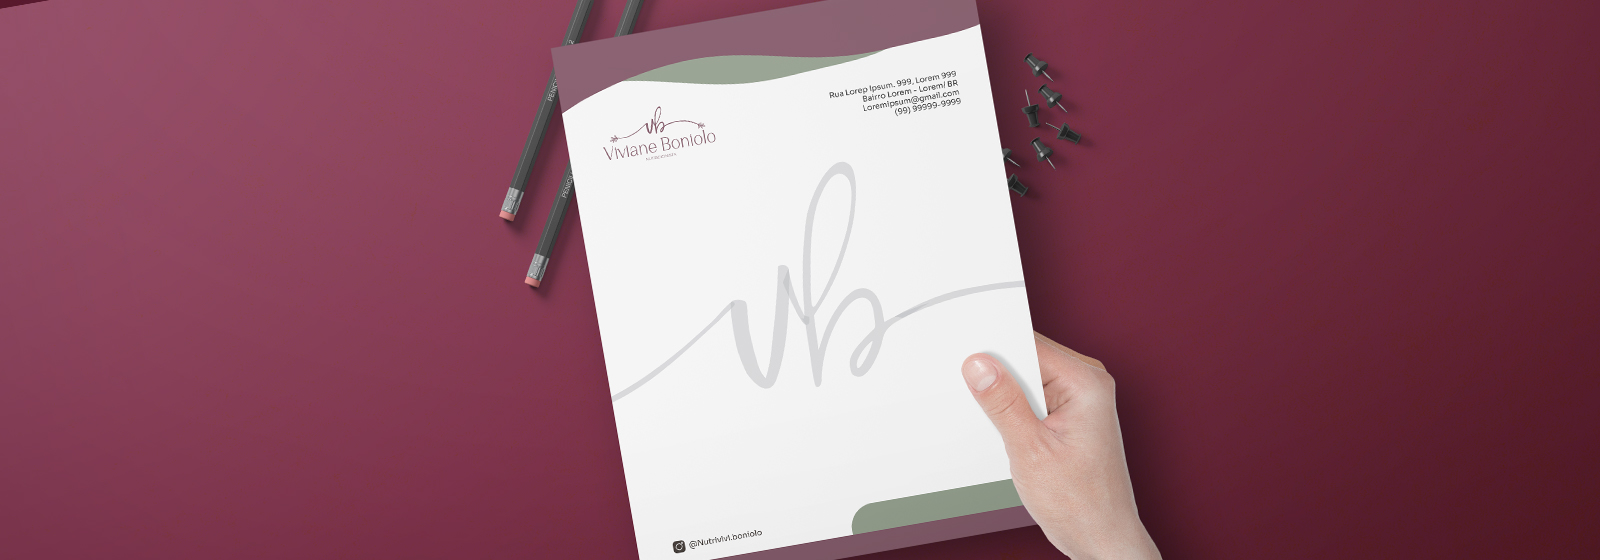 Rua Lorep Ipsum. 999, Lorem 999
Bairro Lorem - Lorem/ BR
LoremIpsum@gmail.com
(99) 99999-9999
vb
Viviane Boniolo
vb
@Nutrivivi.boniolo